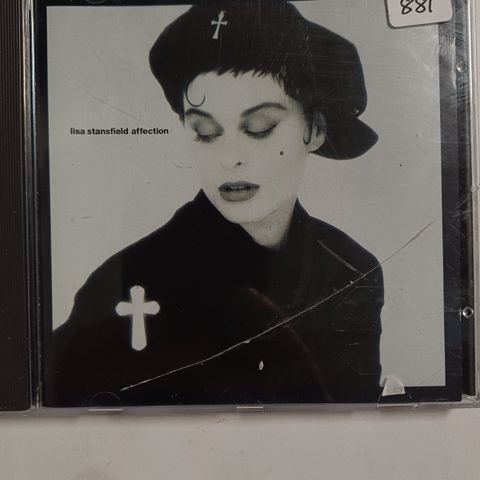 881
lisa stansfield affection